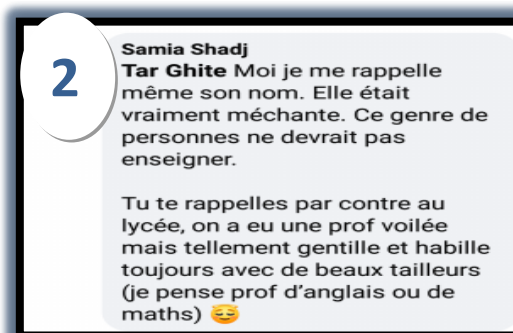 2
Samia Shadj
Tar Ghite Moi je me rappelle
même son nom. Elle était
vraiment méchante. Ce genre de
personnes ne devrait pas
enseigner.
Tu te rappelles par contre au
lycée, on a eu une prof voilée
mais tellement gentille et habille
toujours avec de beaux tailleurs
(je pense prof d'anglais ou de
maths) 😌